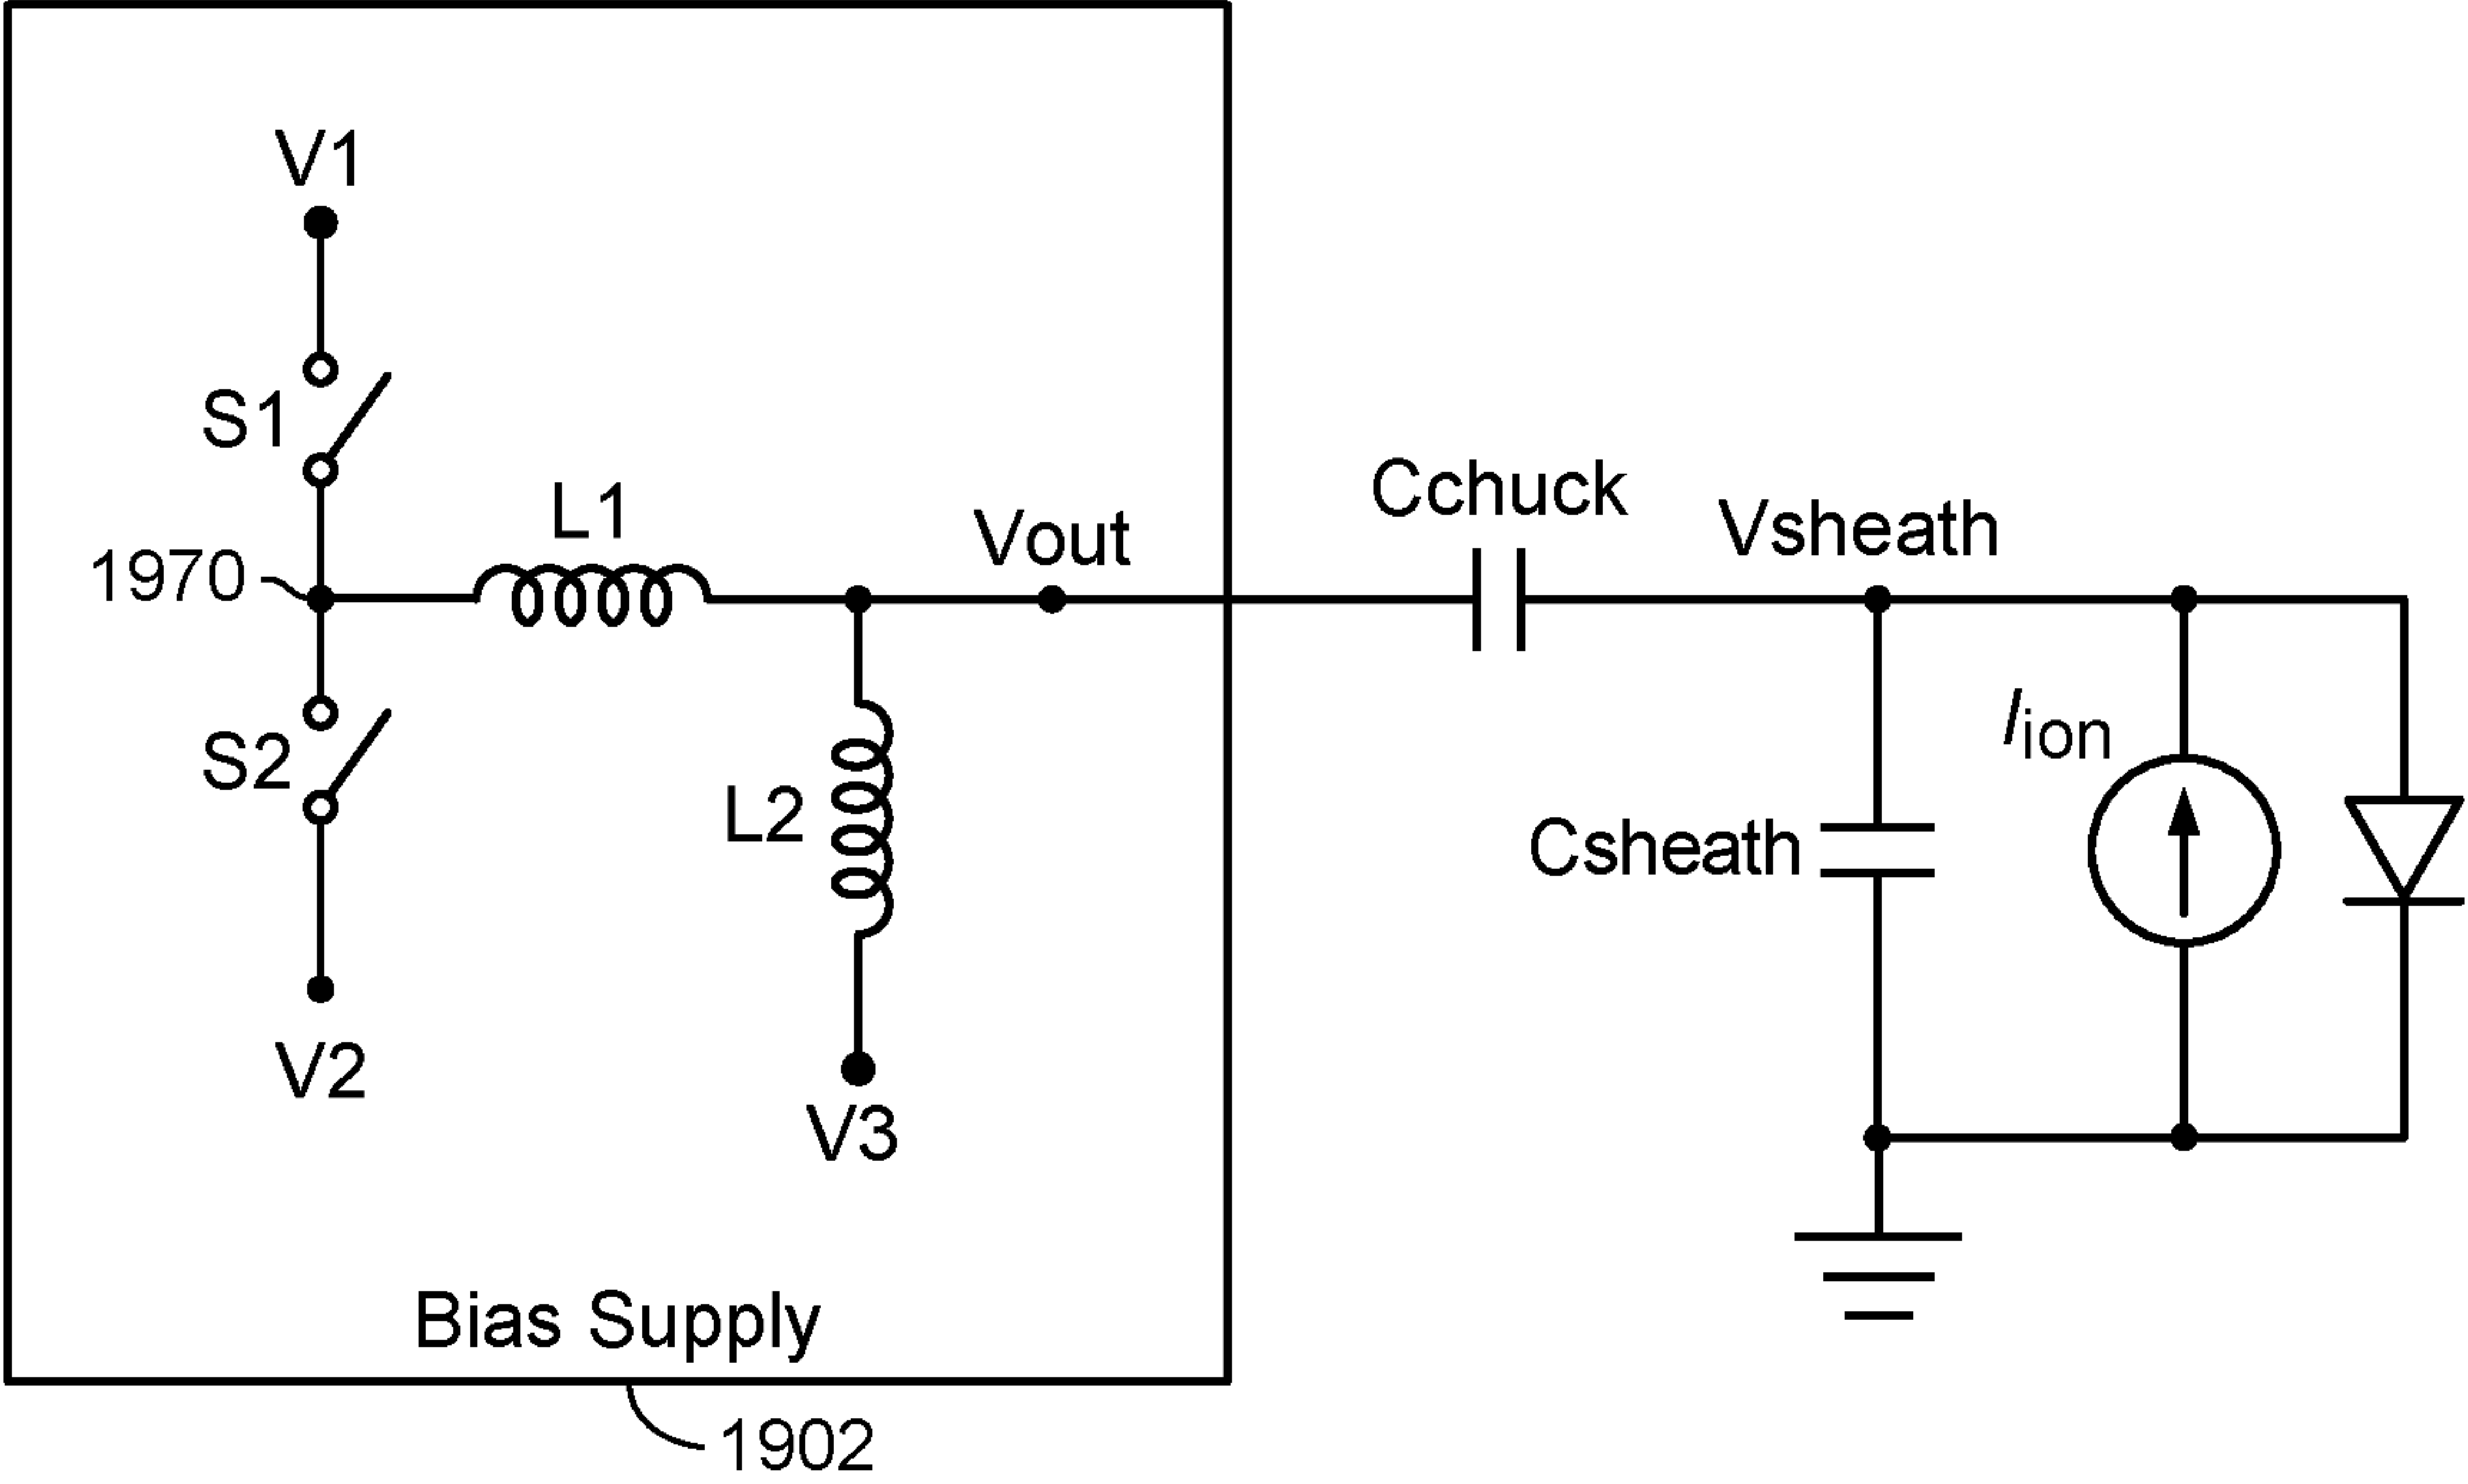 V1
S1
L1
Vout
Cchuck
Vsheath
1970
S2
L2
Csheath
Iion
V2
V3
Bias Supply
1902